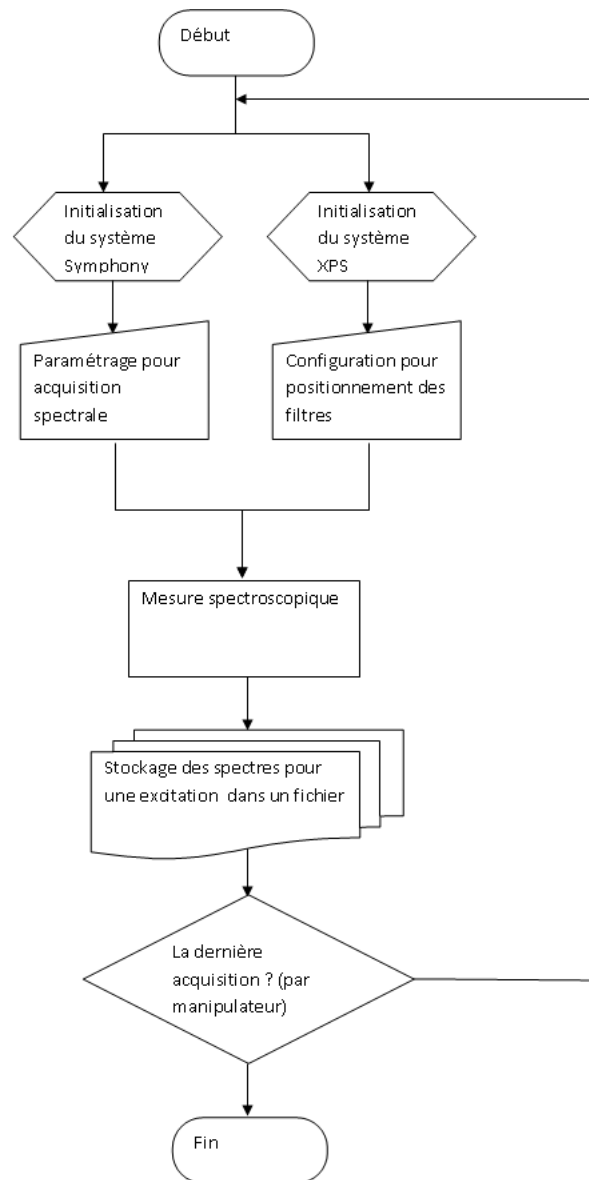 Début
Initialisation
du système
Symphony
Initialisation
du système
XPS
Paramétrage pour
acquisition
spectrale
Configuration pour
positionnement des
filtres
Mesure spectroscopique
Stockage des spectres pour
une excitation dans un fichier
La dernière
acquisition ? (par
manipulateur)
Fin